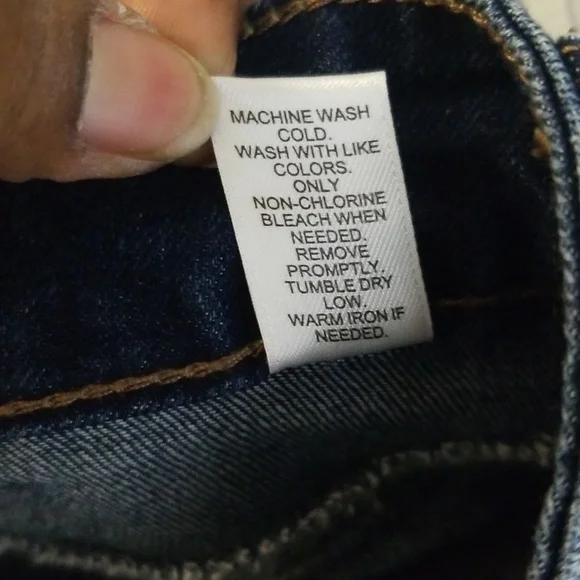 MACHINE WASH
COLD.
WASH WITH LIKE
COLORS.
ONLY
NON-CHLORINE
BLEACH WHEN
NEEDED.
REMOVE
PROMPTLY.
TUMBLE DRY
LOW.
WARM IRON IF
NEEDED.